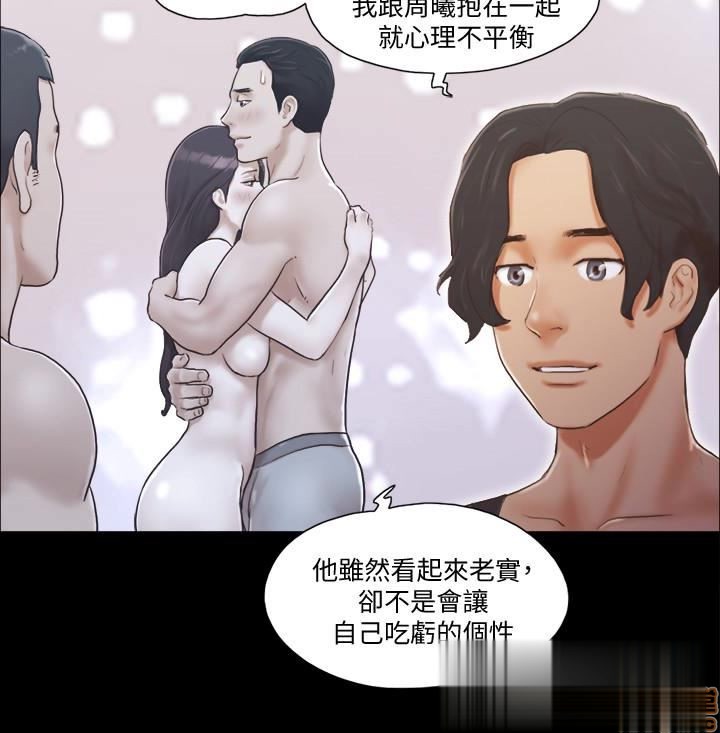 我跟周曦抱在一起
就心理不平衡
他雖然看起來老實，
卻不是會讓
自己吃虧的個性